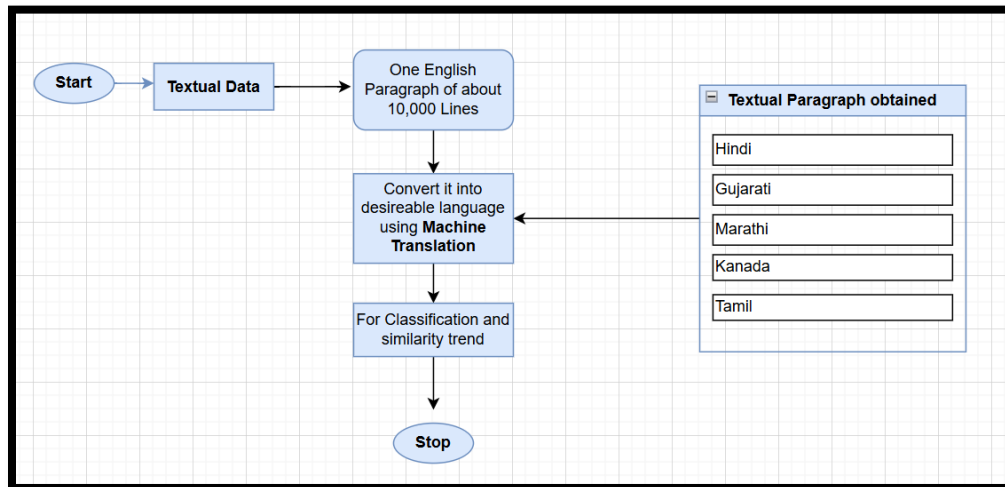 Start
Textual Data
One English
Paragraph of about
10,000 Lines
Convert it into
desireable language
using Machine
Translation
For Classification and
similarity trend
Stop
Textual Paragraph obtained
Hindi
Gujarati
Marathi
Kanada
Tamil